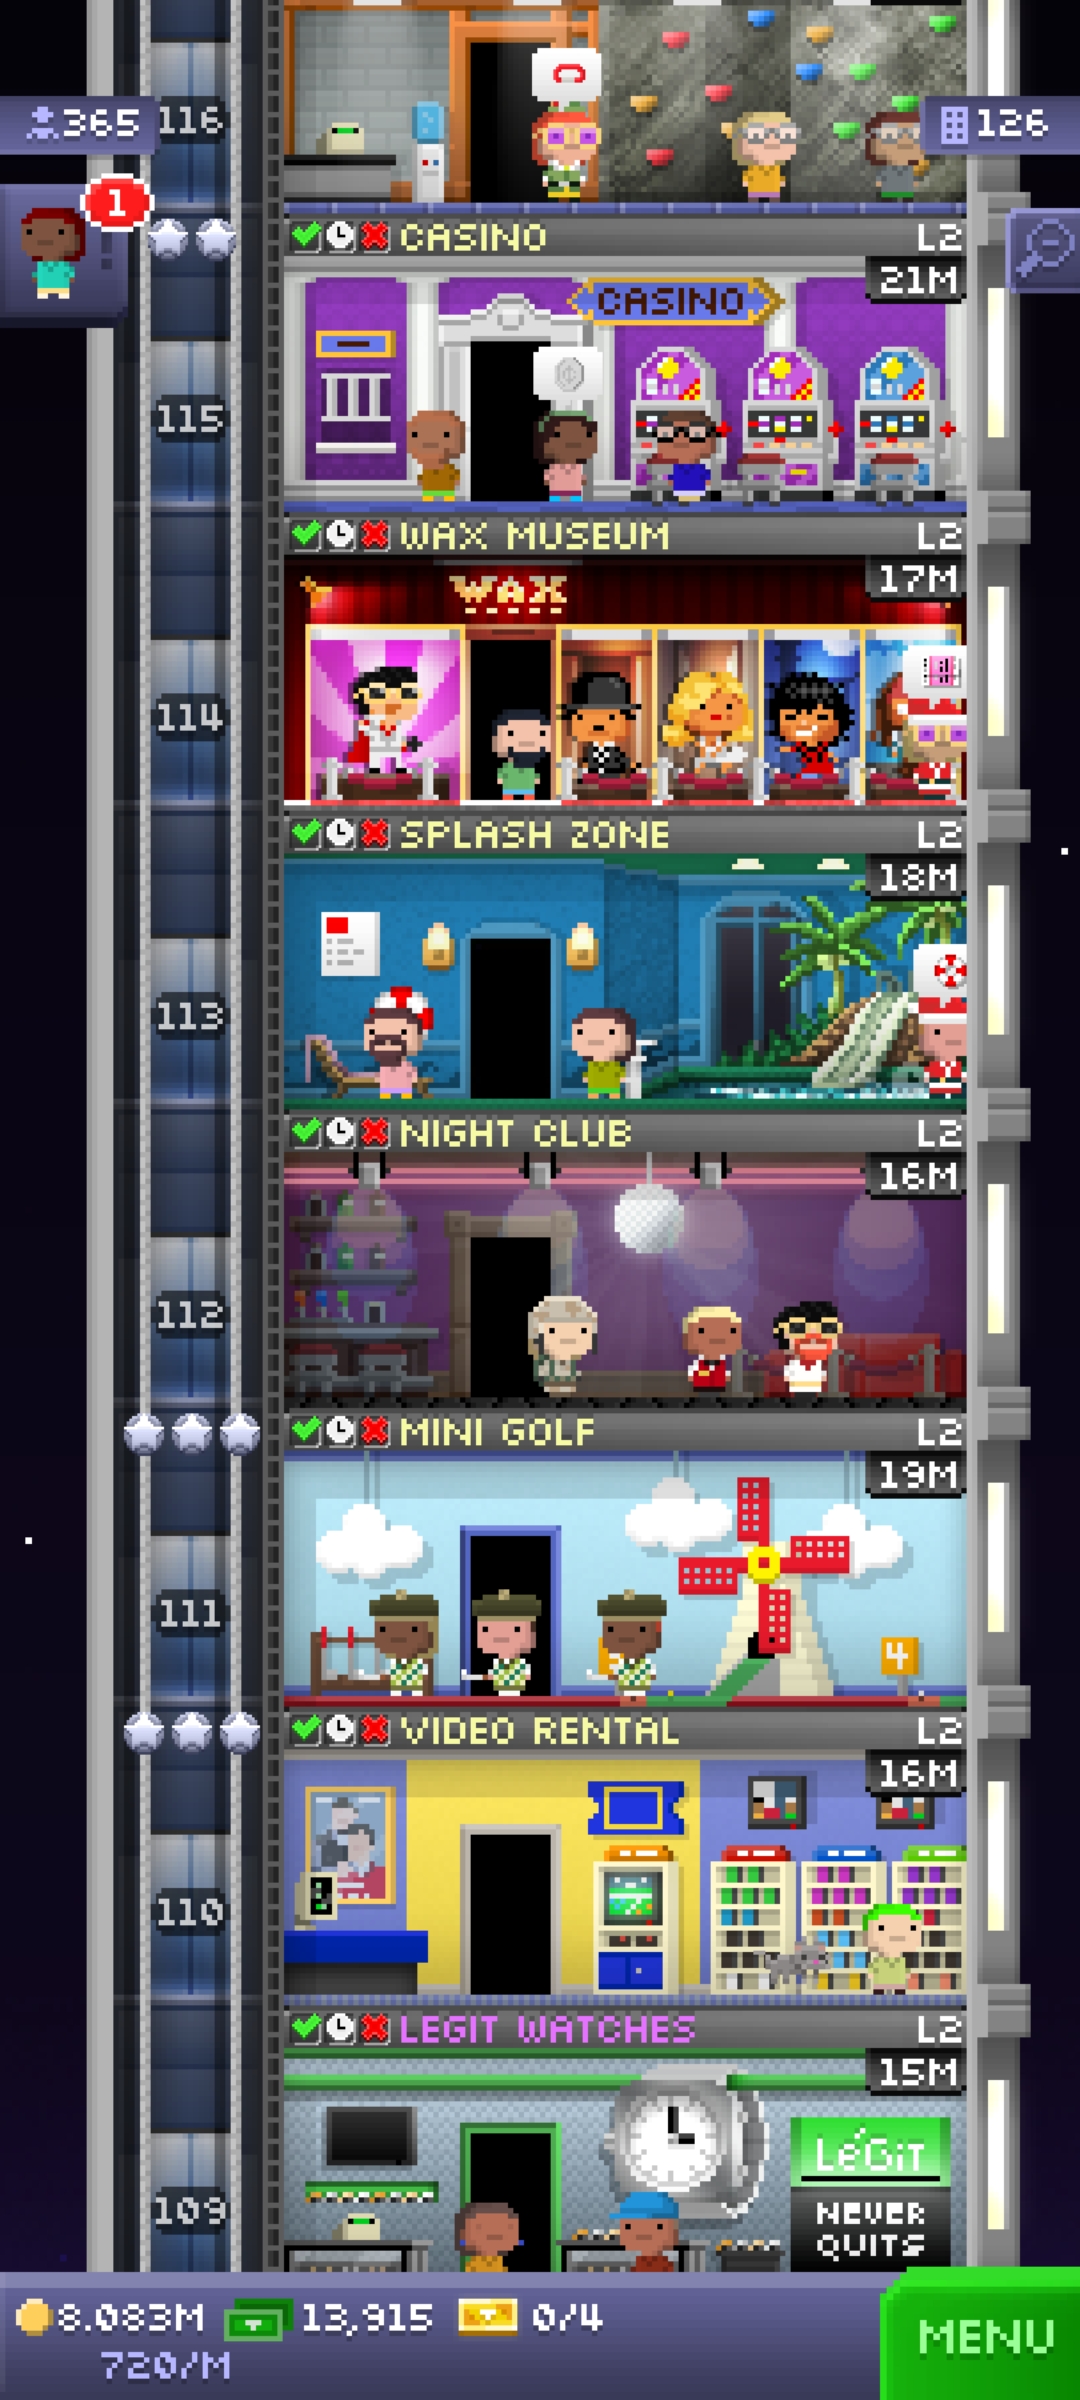 365
116
126
1
CASINO L2
21M
CASINO
115
WAX MUSEUM L2
17M
WAX
114
SPLASH ZONE L2
18M
113
NIGHT CLUB L2
16M
112
MINI GOLF L2
19M
111
4
VIDEO RENTAL L2
16M
110
LEGIT WATCHES L2
15M
LéGiT
NEVER
QUITS
109
8.083M 13,915 0/4
720/M
MENU